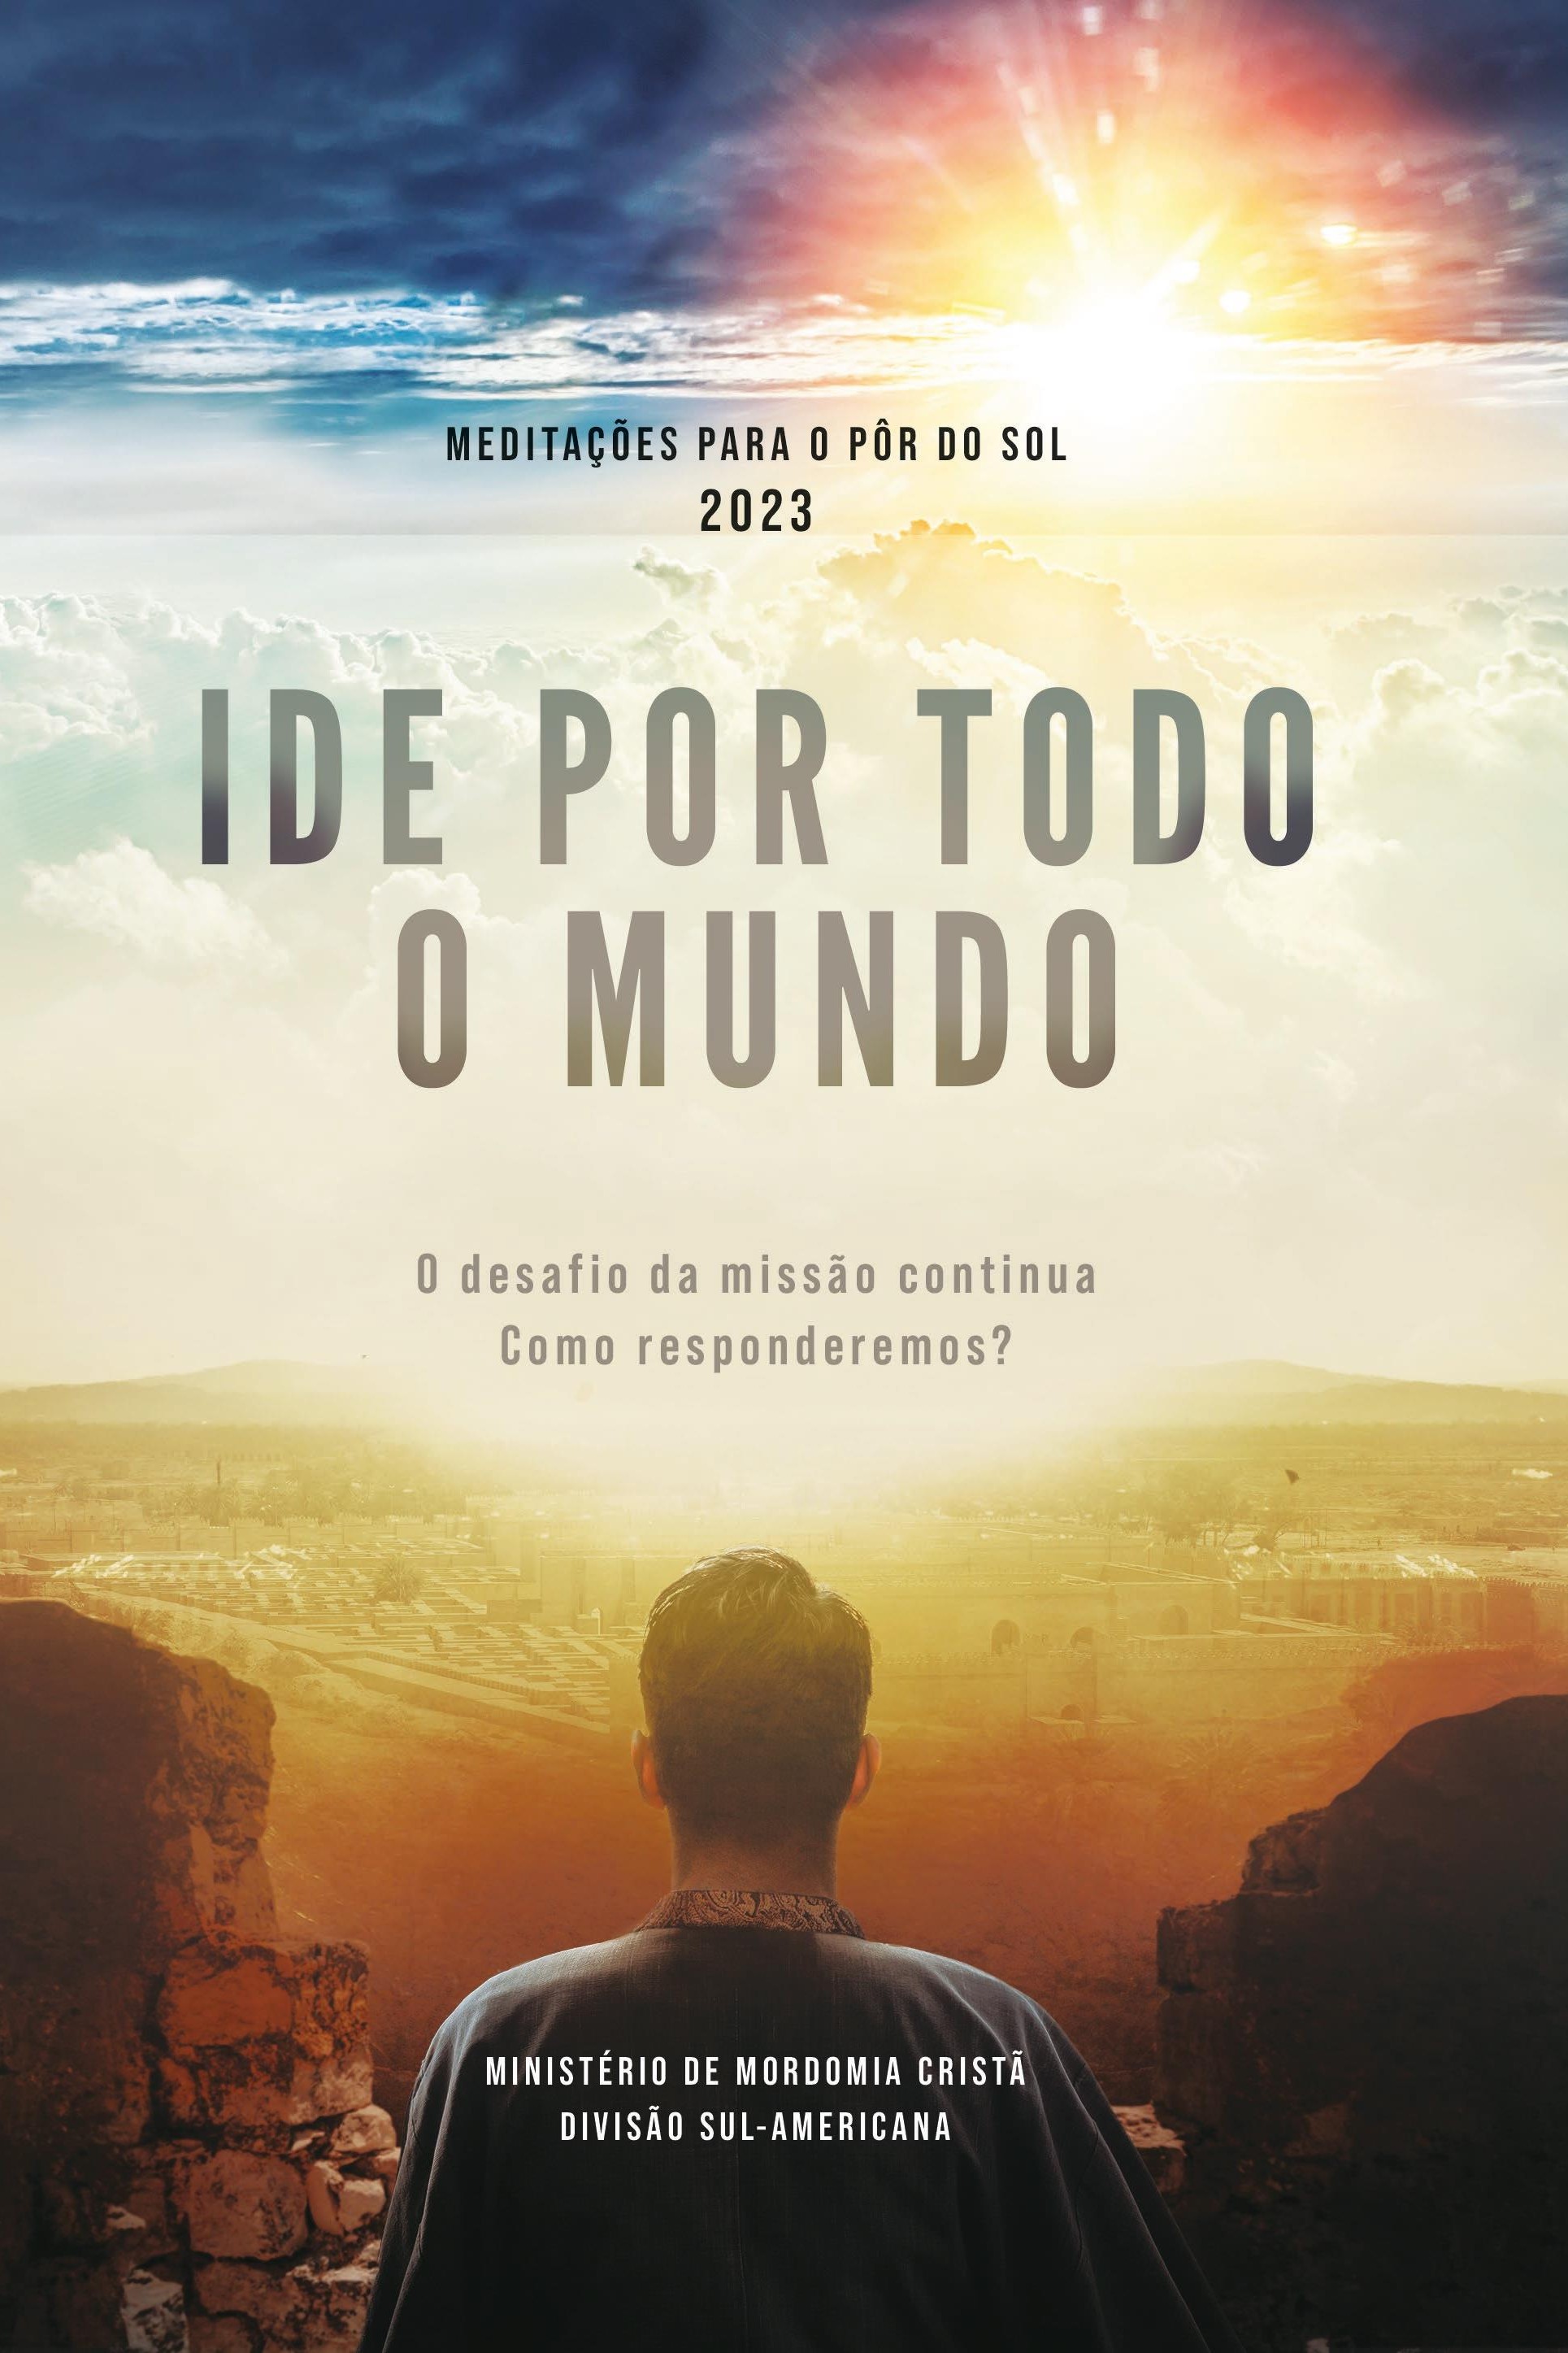 MEDITAÇÕES PARA O PÔR DO SOL
2023
IDE POR TODO
O MUNDO
O desafio da missão continua
Como responderemos?
MINISTÉRIO DE MORDOMIA CRISTÃ
DIVISÃO SUL-AMERICANA